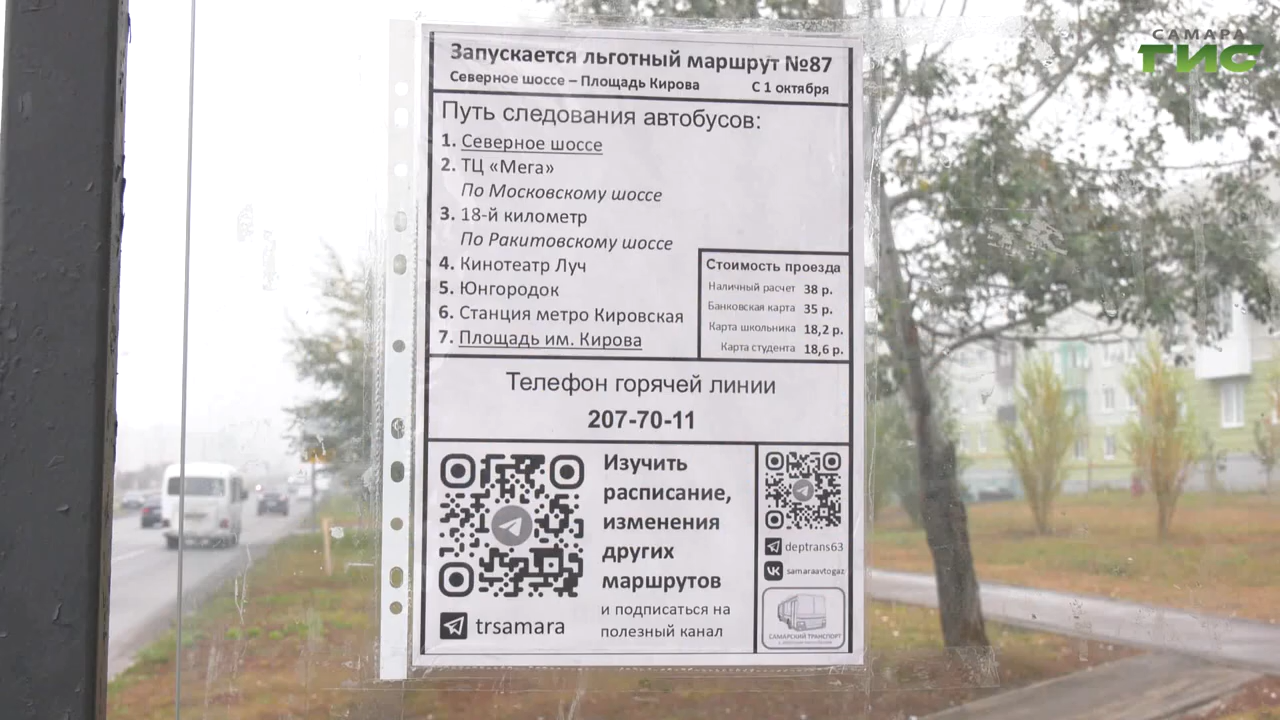 САМАРА
ГИС
Запускается льготный маршрут №87
Северное шоссе – Площадь Кирова С 1 октября
Путь следования автобусов:
1. Северное шоссе
2. ТЦ «Мега»
По Московскому шоссе
3. 18-й километр
По Ракитовскому шоссе
4. Кинотеатр Луч
5. Юнгородок
6. Станция метро Кировская
7. Площадь им. Кирова
Стоимость проезда
Наличный расчет 38 р.
Банковская карта 35 р.
Карта школьника 18,2 р.
Карта студента 18,6 р.
Телефон горячей линии
207-70-11
Изучить
расписание,
изменения
других
маршрутов
и подписаться на
полезный канал
trsamara
deptrans63
samaraavtogaz
САМАРСКИЙ ТРАНСПОРТ